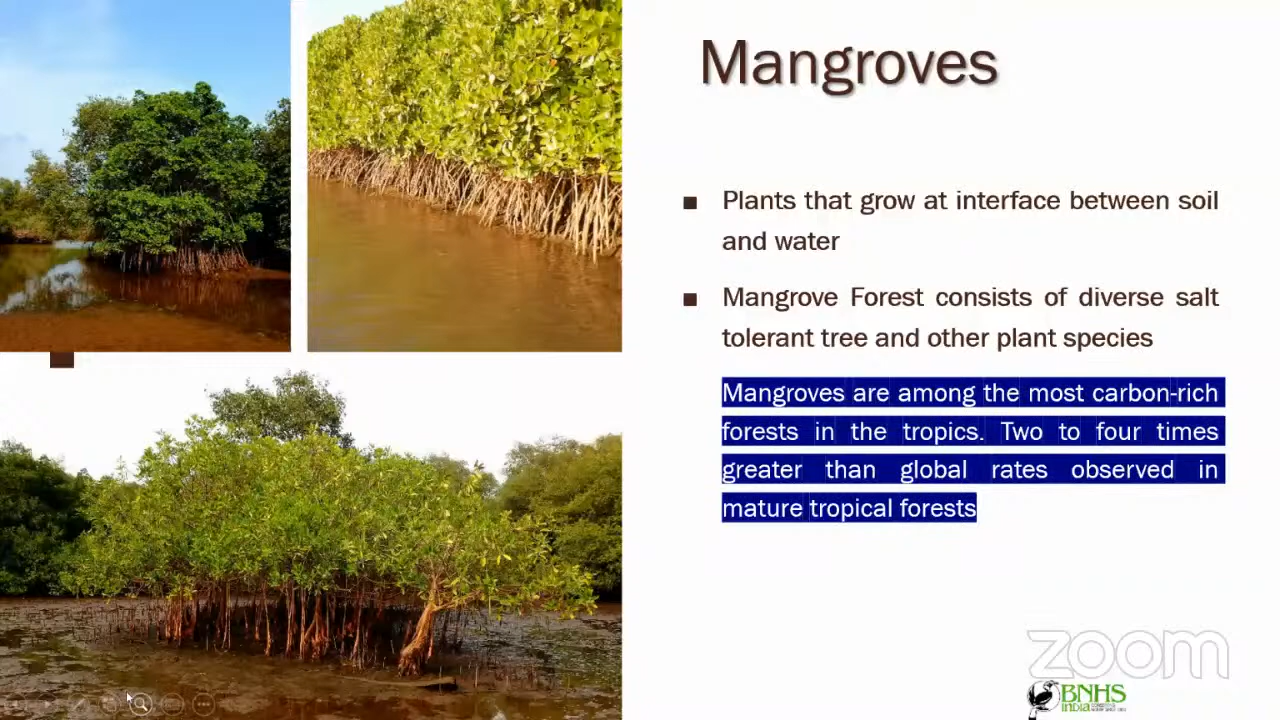 Mangroves
■ Plants that grow at interface between soil
and water
■ Mangrove Forest consists of diverse salt
tolerant tree and other plant species
Mangroves are among the most carbon-rich
forests in the tropics. Two to four times
greater than global rates observed in
mature tropical forests
zoom
BNHS
INDIA